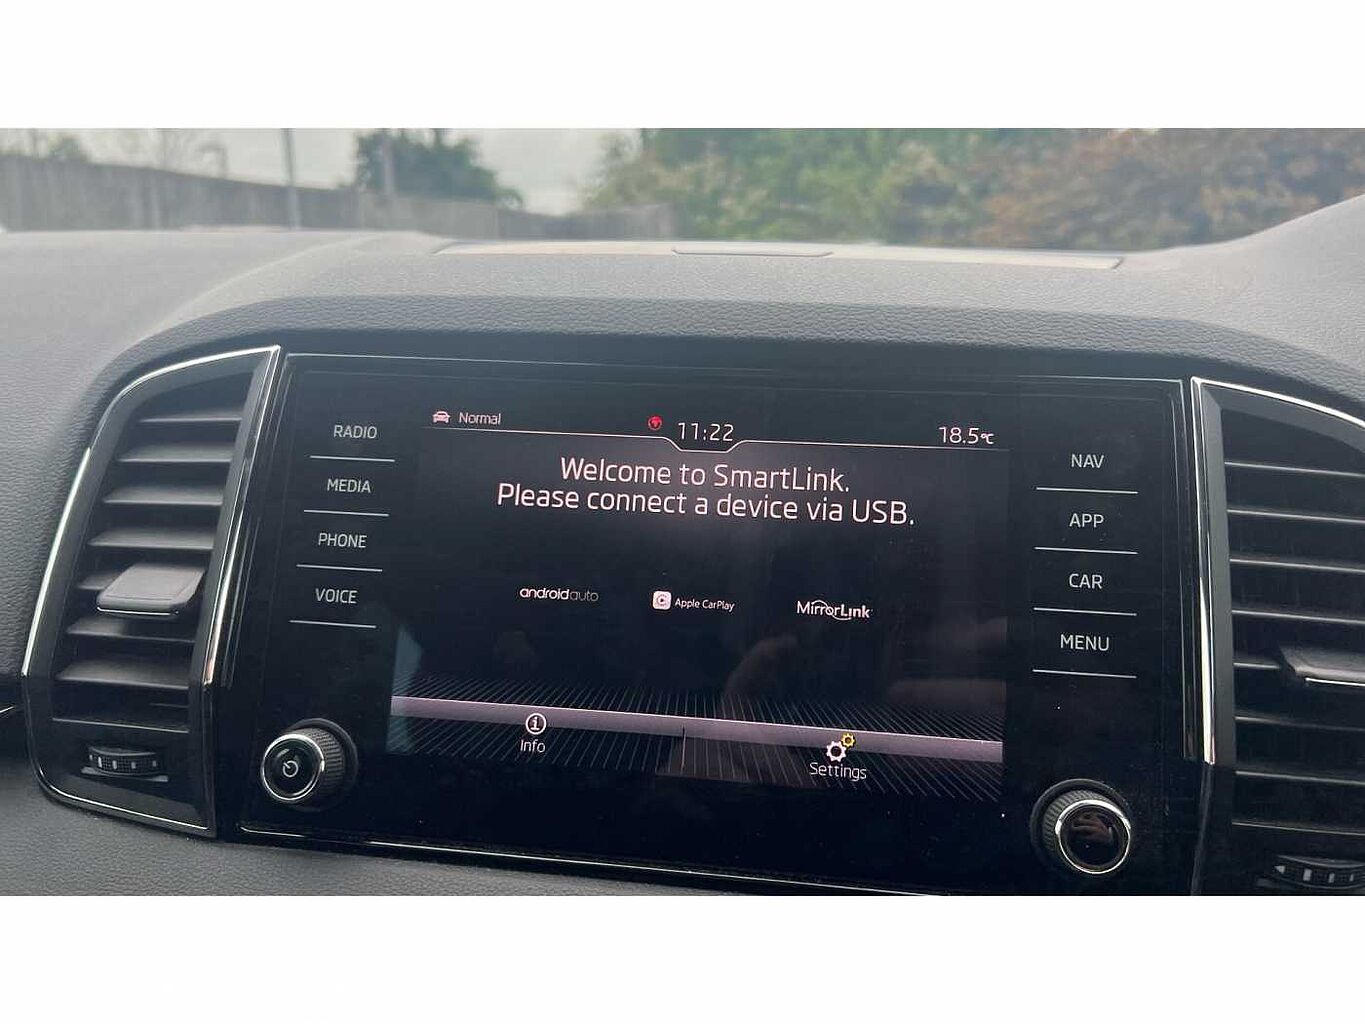 RADIO
MEDIA
PHONE
VOICE
Normal
11:22
18.5°C
Welcome to SmartLink.
Please connect a device via USB.
androidauto
Apple CarPlay
MirrorLink
Info
Settings
NAV
APP
CAR
MENU